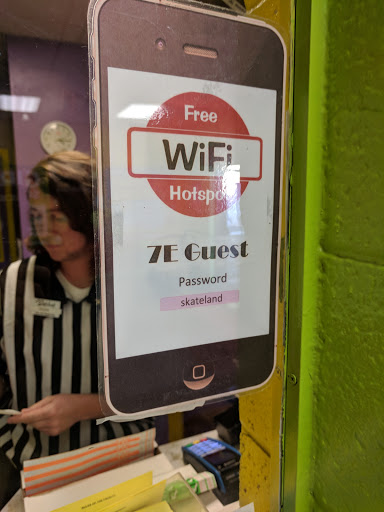 Free
WiFi
Hotspot
7E Guest
Password
skateland